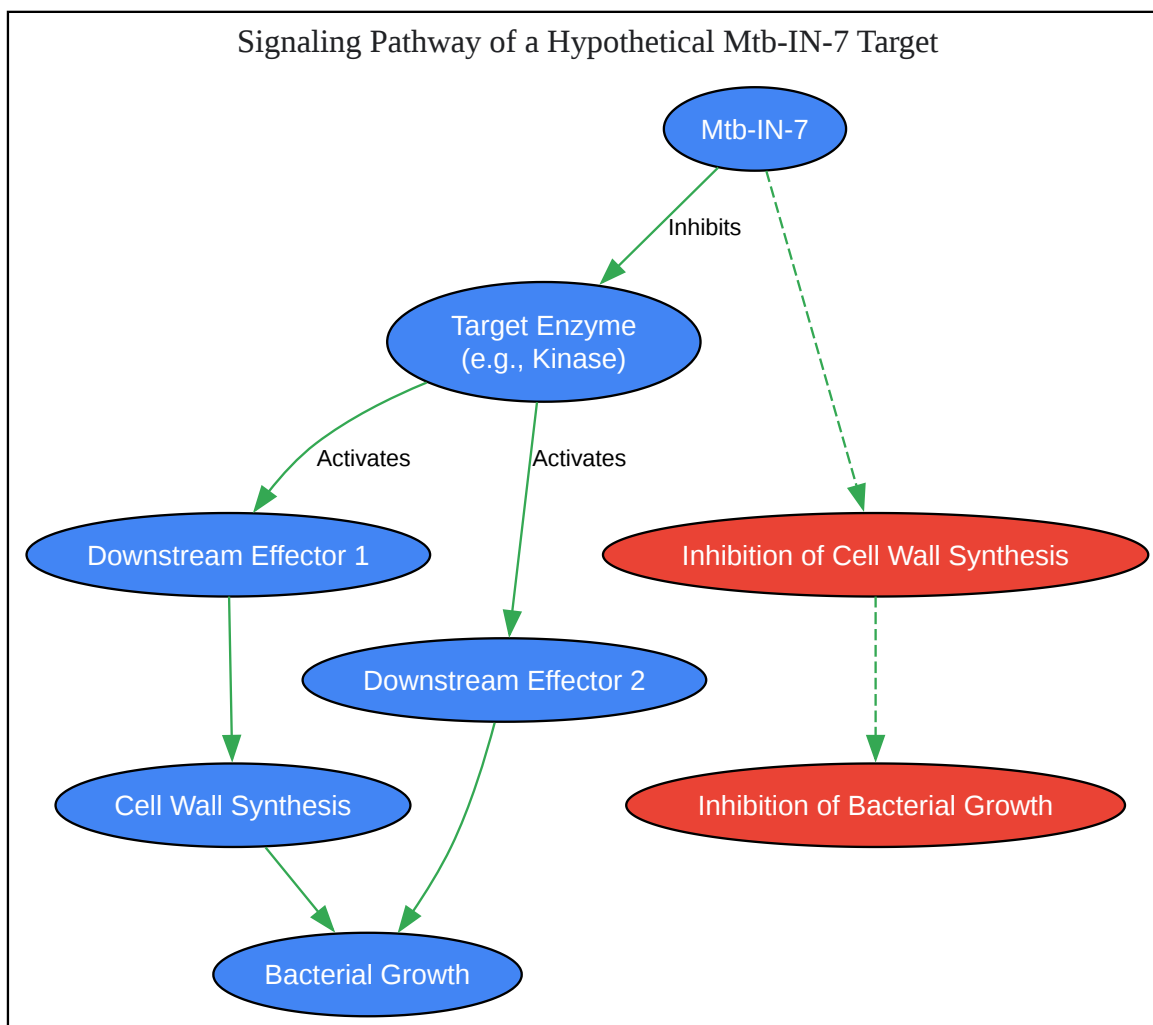 Signaling Pathway of a Hypothetical Mtb-IN-7 Target
Mtb-IN-7
Inhibits
Target Enzyme
(e.g., Kinase)
Activates
Activates
Downstream Effector 1
Inhibition of Cell Wall Synthesis
Downstream Effector 2
Cell Wall Synthesis
Inhibition of Bacterial Growth
Bacterial Growth